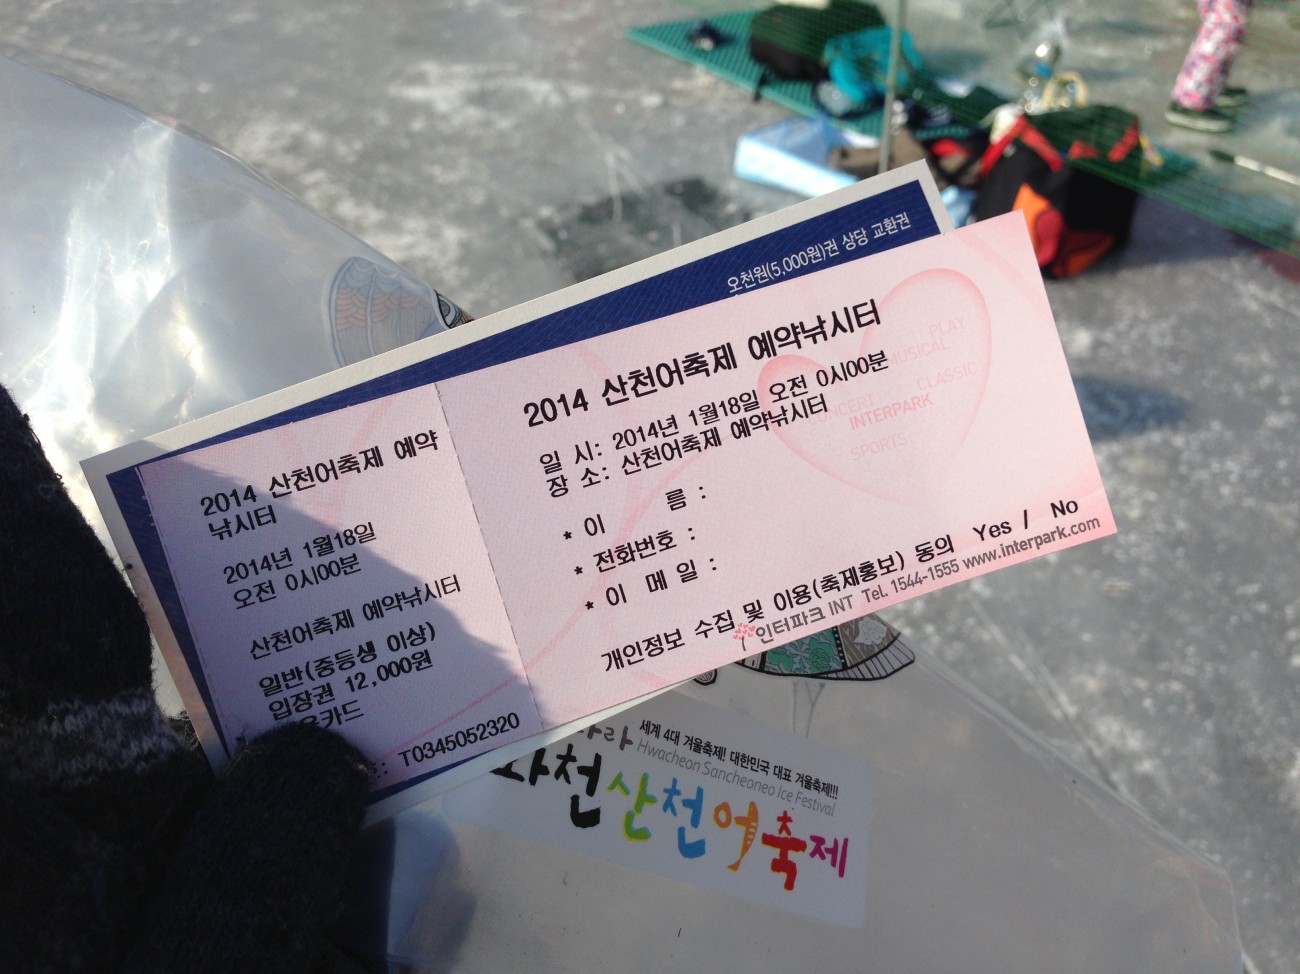 오천원(5,000원)권 상당 교환권
2014 산천어축제 예약
낚시터
2014년 1월18일
오전 0시00분
산천어축제 예약낚시터
일반(중등생 이상)
입장권 12,000원
카드
T0345052320
2014 산천어축제 예약낚시터
일 시: 2014년 1월18일 오전 0시00분
장 소: 산천어축제 예약낚시터
* 이 름 :
* 전화번호 :
* 이 메 일 :
개인정보 수집 및 이용(축제홍보) 동의 Yes / No
인터파크 INT Tel. 1544-1555 www.interpark.com
PLAY
MUSICAL
CLASSIC
CONCERT
INTERPARK
SPORTS
세계 4대 겨울축제! 대한민국 대표 겨울축제!!!
Hwacheon Sancheoneo Ice Festival
천산천어축제